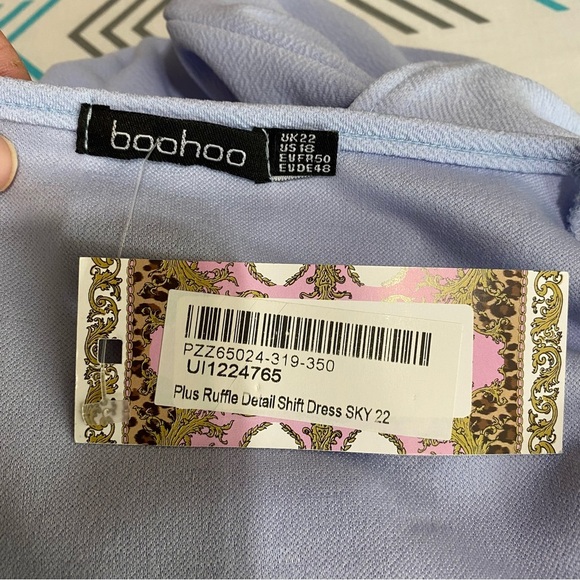 boohoo
UK22
US18
EUFR50
EUDE48
PZZ65024-319-350
UI1224765
Plus Ruffle Detail Shift Dress SKY 22